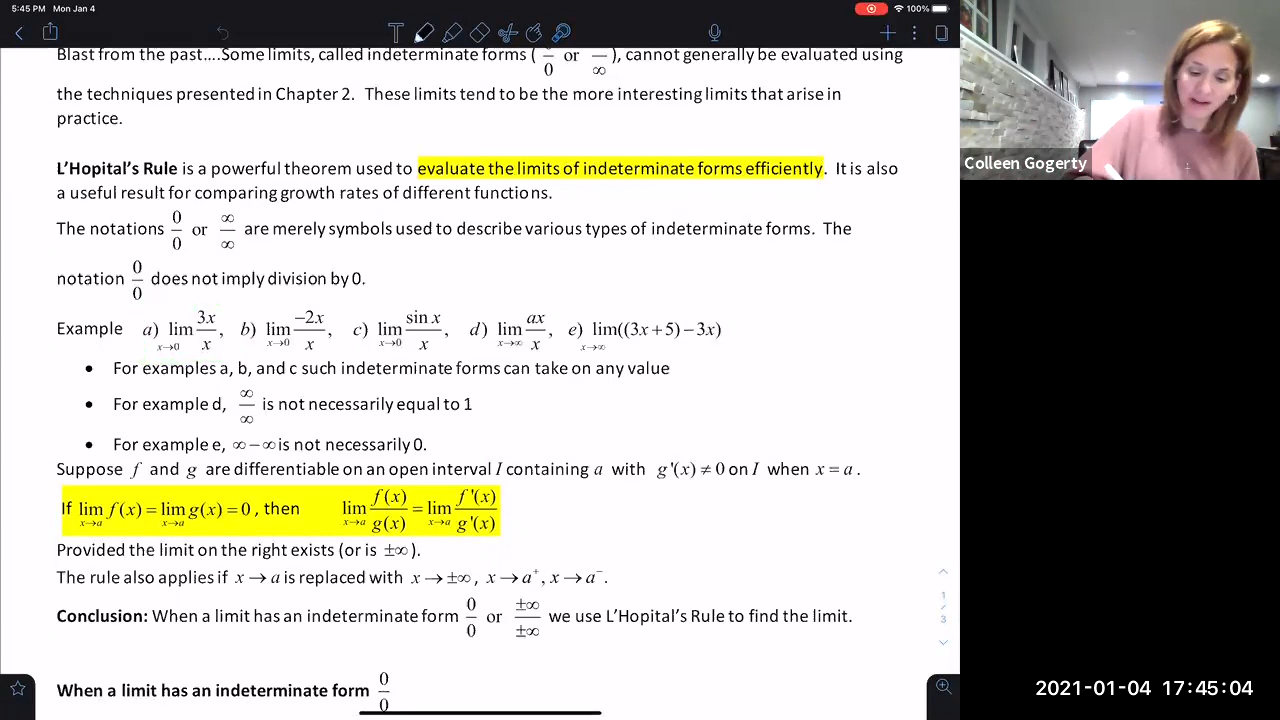 5:45 PM Mon Jan 4
100%
Blast from the past....Some limits, called indeterminate forms ( 0/0 or ∞/∞ ), cannot generally be evaluated using
the techniques presented in Chapter 2. These limits tend to be the more interesting limits that arise in
practice.
L'Hopital's Rule is a powerful theorem used to evaluate the limits of indeterminate forms efficiently. It is also
a useful result for comparing growth rates of different functions.
The notations 0/0 or ∞/∞ are merely symbols used to describe various types of indeterminate forms. The
notation 0/0 does not imply division by 0.
Example a) lim x→0 3x/x, b) lim x→0 −2x/x, c) lim x→0 sin x/x, d) lim x→∞ ax/x, e) lim x→∞ ((3x+5)−3x)
• For examples a, b, and c such indeterminate forms can take on any value
• For example d, ∞/∞ is not necessarily equal to 1
• For example e, ∞−∞ is not necessarily 0.
Suppose f and g are differentiable on an open interval I containing a with g'(x) ≠ 0 on I when x = a.
If lim x→a f(x) = lim x→a g(x) = 0, then lim x→a f(x)/g(x) = lim x→a f'(x)/g'(x)
Provided the limit on the right exists (or is ±∞).
The rule also applies if x→a is replaced with x→±∞, x→a⁺, x→a⁻.
Conclusion: When a limit has an indeterminate form 0/0 or ±∞/±∞ we use L'Hopital's Rule to find the limit.
When a limit has an indeterminate form 0/0
1
/
3
Colleen Gogerty
2021-01-04 17:45:04